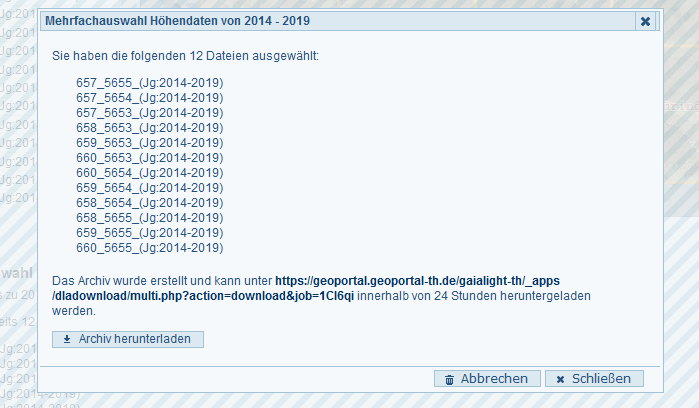 Mehrfachauswahl Höhendaten von 2014 - 2019
Sie haben die folgenden 12 Dateien ausgewählt:
657_5655_(Jg:2014-2019)
657_5654_(Jg:2014-2019)
657_5653_(Jg:2014-2019)
658_5653_(Jg:2014-2019)
659_5653_(Jg:2014-2019)
660_5653_(Jg:2014-2019)
660_5654_(Jg:2014-2019)
659_5654_(Jg:2014-2019)
658_5654_(Jg:2014-2019)
658_5655_(Jg:2014-2019)
659_5655_(Jg:2014-2019)
660_5655_(Jg:2014-2019)
Das Archiv wurde erstellt und kann unter https://geoportal.geoportal-th.de/gaialight-th/_apps
/dladownload/multi.php?action=download&job=1CI6qi innerhalb von 24 Stunden heruntergeladen
werden.
Archiv herunterladen
Abbrechen
Schließen